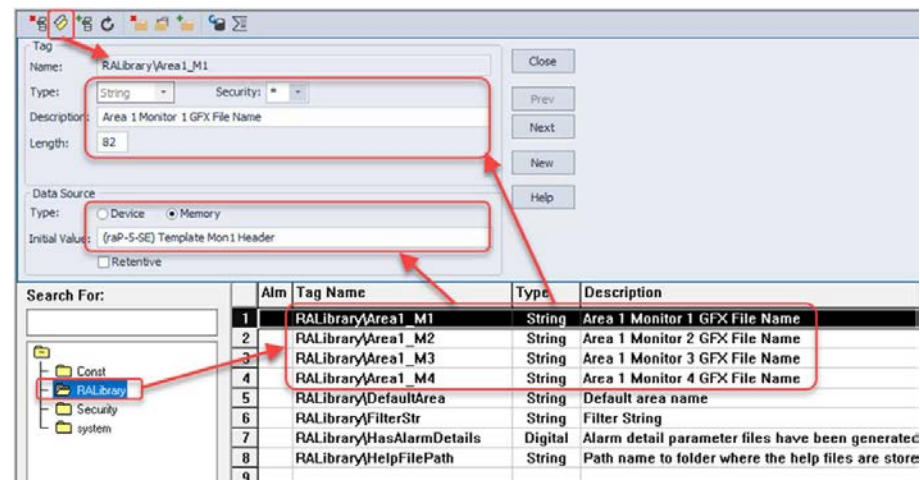 Tag
Name: RALibrary\Area1_M1
Close
Type: String Security: *
Prev
Description: Area 1 Monitor 1 GFX File Name
Next
Length: 82
New
Data Source
Help
Type: Device Memory
Initial Value: (raP-5-SE) Template Mon1 Header
Retentive
Search For:
Alm Tag Name Type Description
1 RALibrary\Area1_M1 String Area 1 Monitor 1 GFX File Name
2 RALibrary\Area1_M2 String Area 1 Monitor 2 GFX File Name
3 RALibrary\Area1_M3 String Area 1 Monitor 3 GFX File Name
4 RALibrary\Area1_M4 String Area 1 Monitor 4 GFX File Name
5 RALibrary\DefaultArea String Default area name
6 RALibrary\FilterStr String Filter String
7 RALibrary\HasAlarmDetails Digital Alarm detail parameter files have been generated
8 RALibrary\HelpFilePath String Path name to folder where the help files are store
9
Const
RALibrary
Security
system